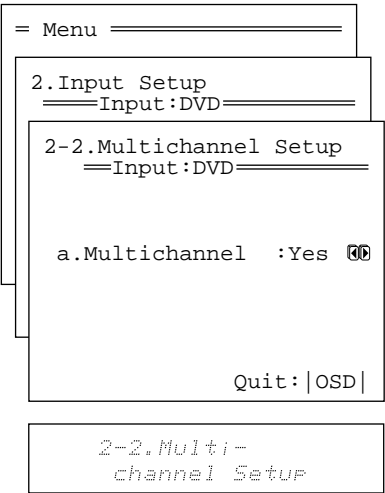 Menu
2.Input Setup
Input:DVD
2-2.Multichannel Setup
Input:DVD
a.Multichannel :Yes
Quit:|OSD|
2-2.Multi-
channel Setup